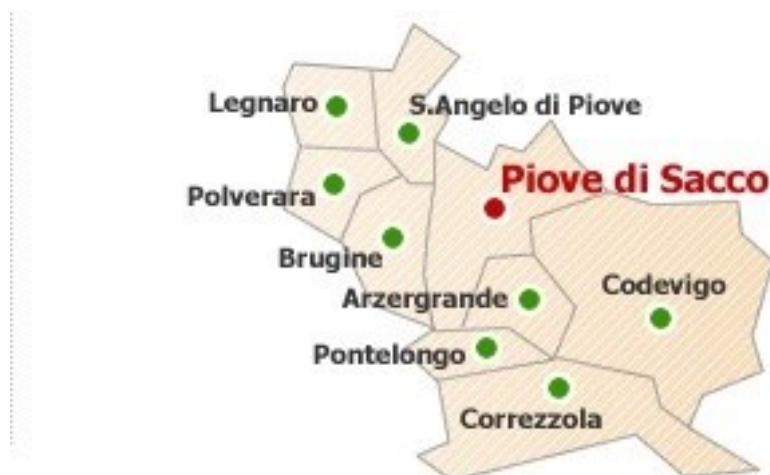 Legnaro
S.Angelo di Piove
Piove di Sacco
Polverara
Brugine
Codevigo
Arzergrande
Pontelongo
Correzzola